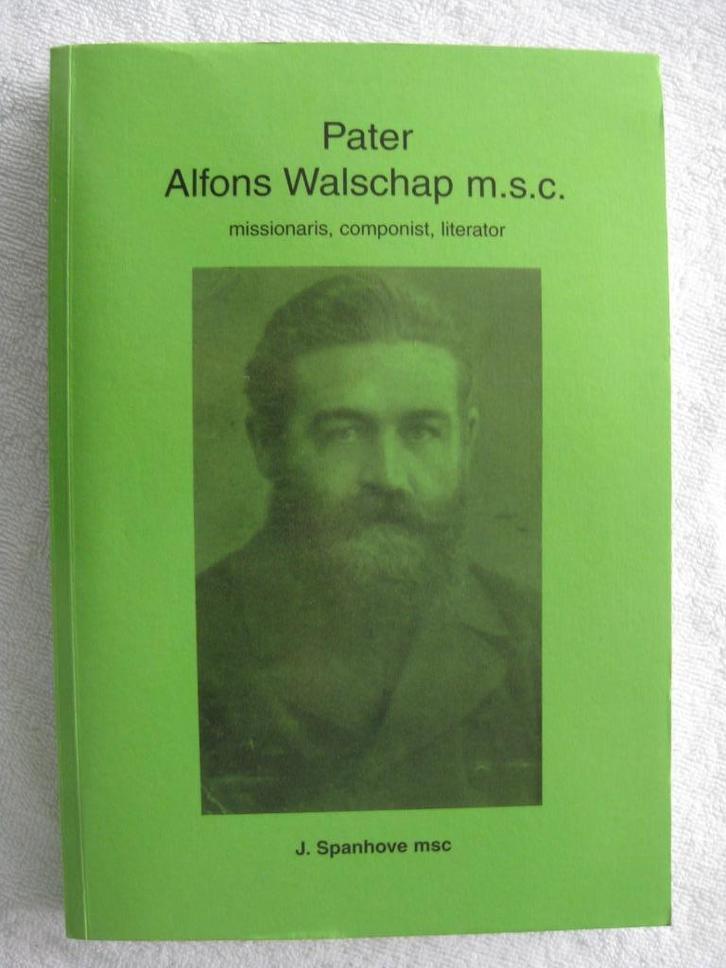 Pater
Alfons Walschap m.s.c.
missionaris, componist, literator
J. Spanhove msc